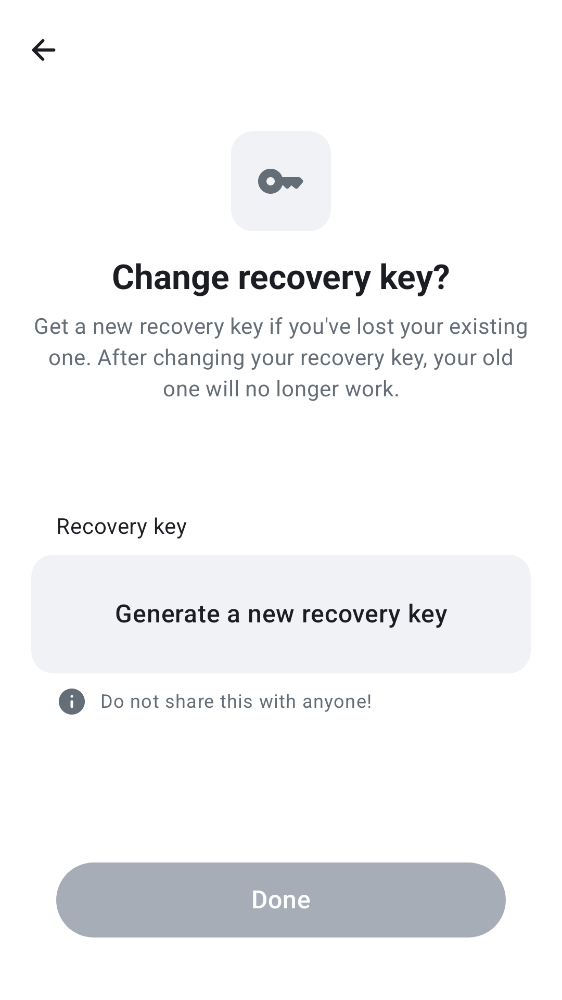 Change recovery key?
Get a new recovery key if you've lost your existing
one. After changing your recovery key, your old
one will no longer work.
Recovery key
Generate a new recovery key
Do not share this with anyone!
Done